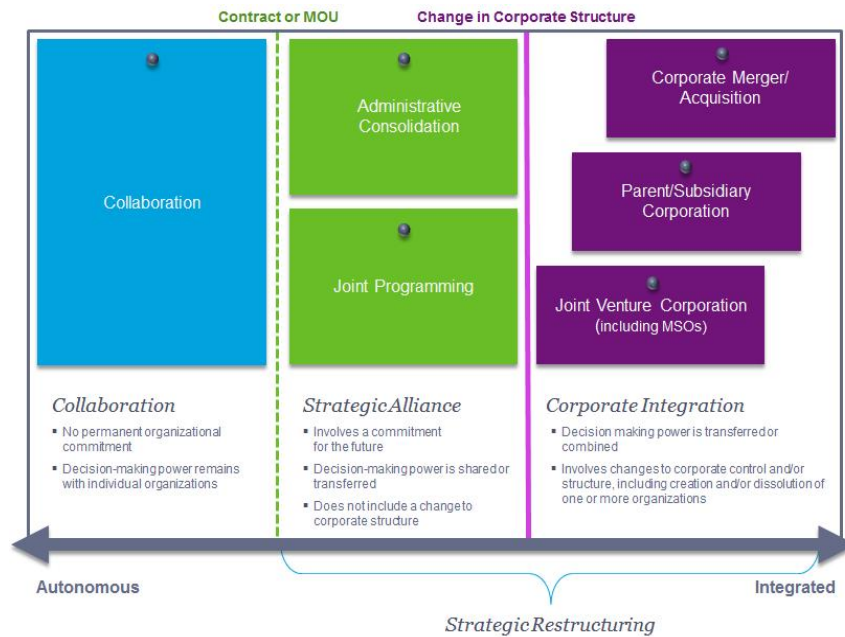 Contract or MOU
Change in Corporate Structure
Collaboration
Administrative
Consolidation
Joint Programming
Corporate Merger/
Acquisition
Parent/Subsidiary
Corporation
Joint Venture Corporation
(including MSOs)
Collaboration
▪ No permanent organizational
commitment
▪ Decision-making power remains
with individual organizations
Strategic Alliance
▪ Involves a commitment
for the future
▪ Decision-making power is shared or
transferred
▪ Does not include a change to
corporate structure
Corporate Integration
▪ Decision making power is transferred or
combined
▪ Involves changes to corporate control and/or
structure, including creation and/or dissolution of
one or more organizations
Autonomous
Integrated
Strategic Restructuring